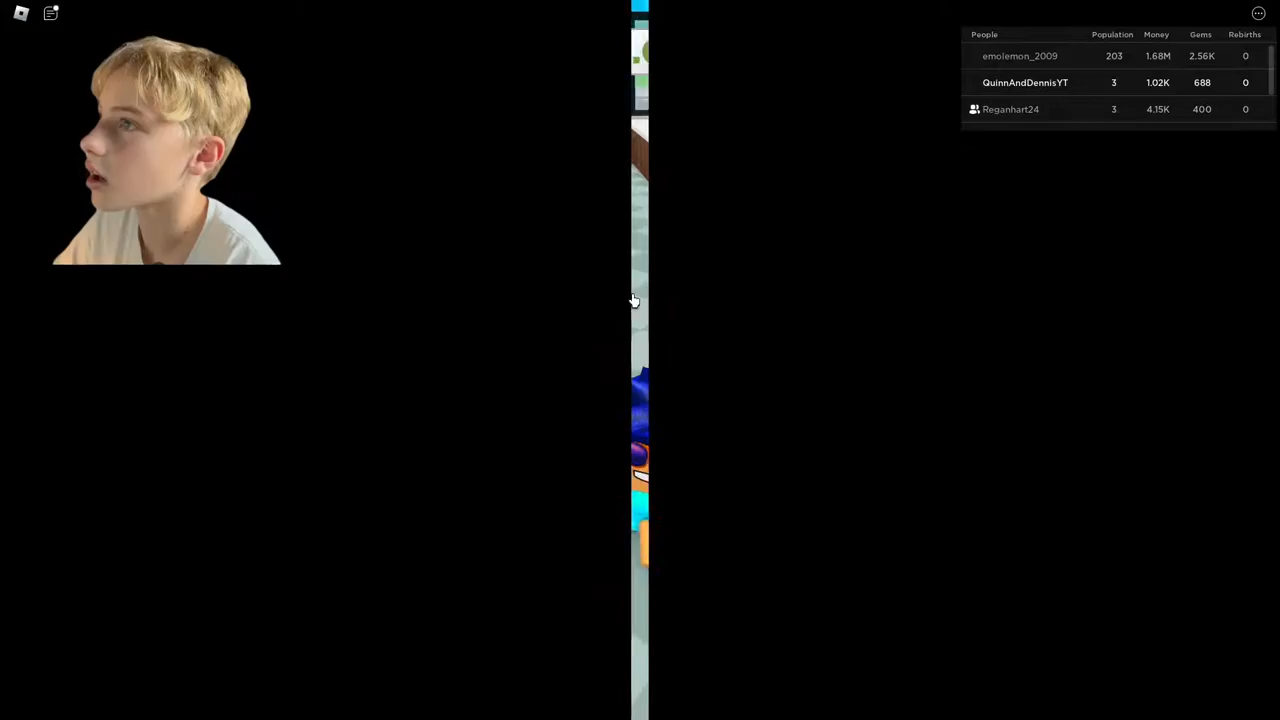 People Population Money Gems Rebirths
emolemon_2009 203 1.68M 2.56K 0
QuinnAndDennisYT 3 1.02K 688 0
Reganhart24 3 4.15K 400 0